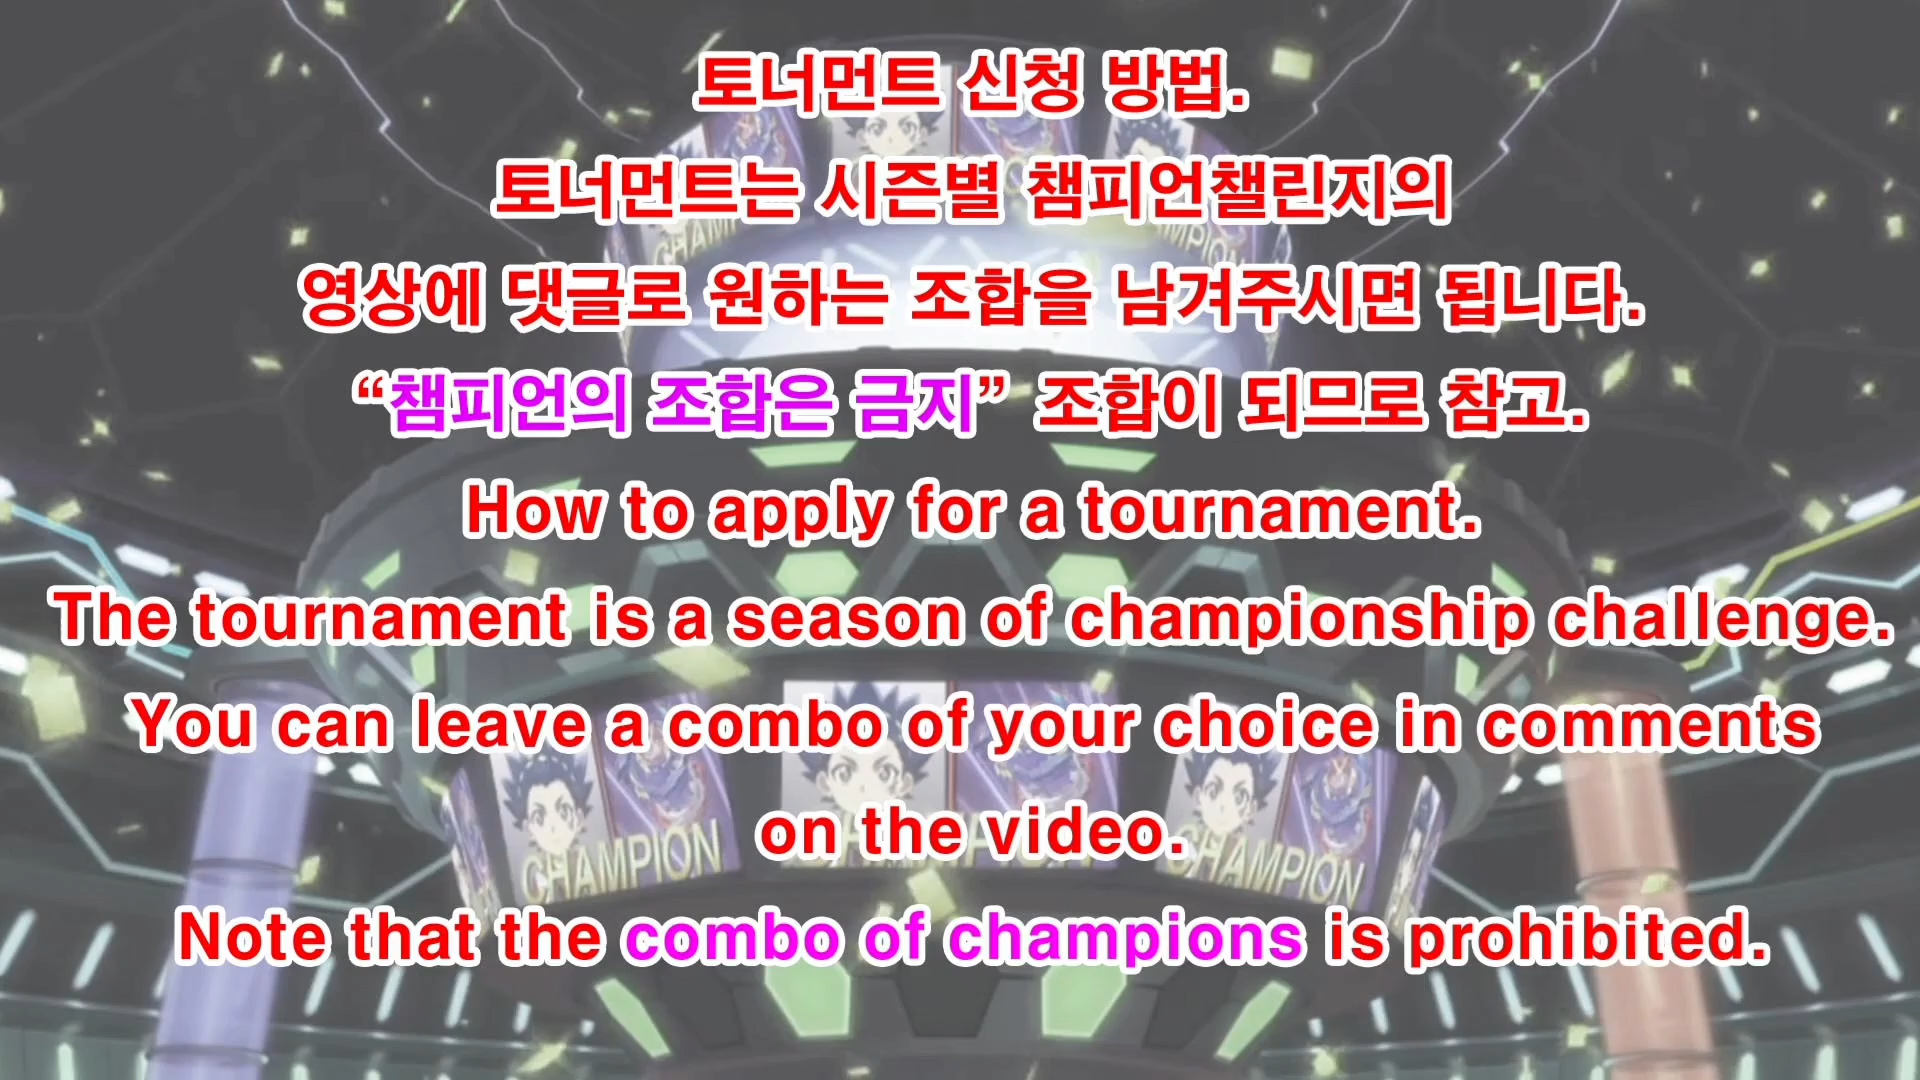 토너먼트 신청 방법.
토너먼트는 시즌별 챔피언챌린지의
영상에 댓글로 원하는 조합을 남겨주시면 됩니다.
“챔피언의 조합은 금지” 조합이 되므로 참고.
How to apply for a tournament.
The tournament is a season of championship challenge.
You can leave a combo of your choice in comments
on the video.
Note that the combo of champions is prohibited.
CHAMPION
CHAMPION